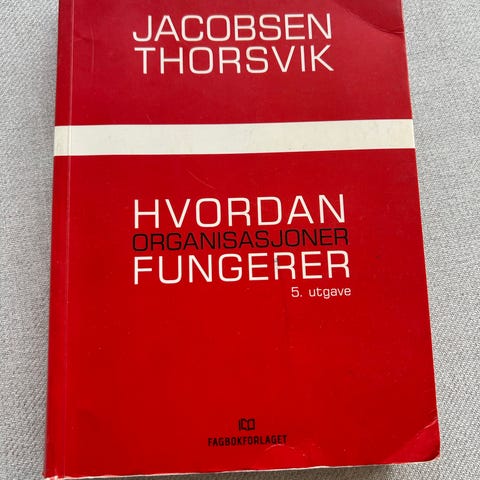 JACOBSEN
THORSVIK
HVORDAN
ORGANISASJONER
FUNGERER
5. utgave
FAGBOKFORLAGET